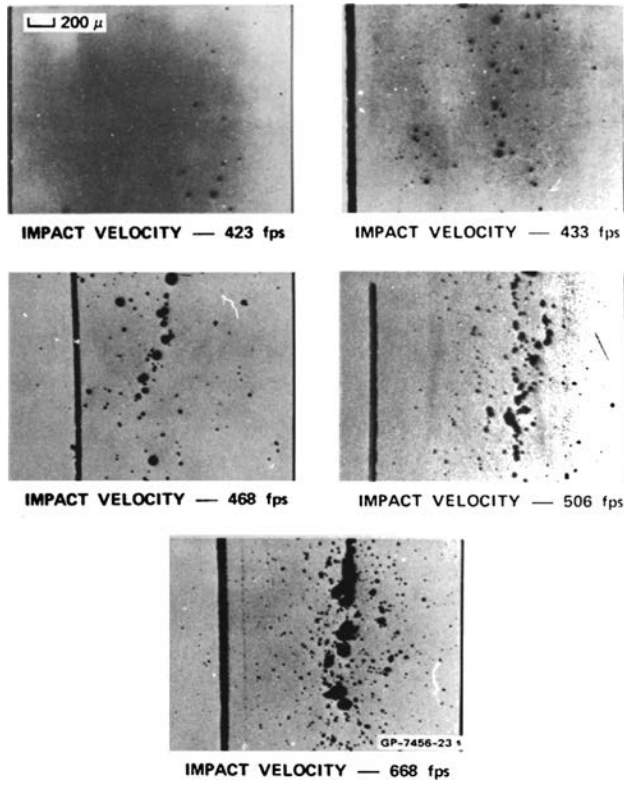 200 μ
IMPACT VELOCITY — 423 fps
IMPACT VELOCITY — 433 fps
IMPACT VELOCITY — 468 fps
IMPACT VELOCITY — 506 fps
GP-7456-23
IMPACT VELOCITY — 668 fps